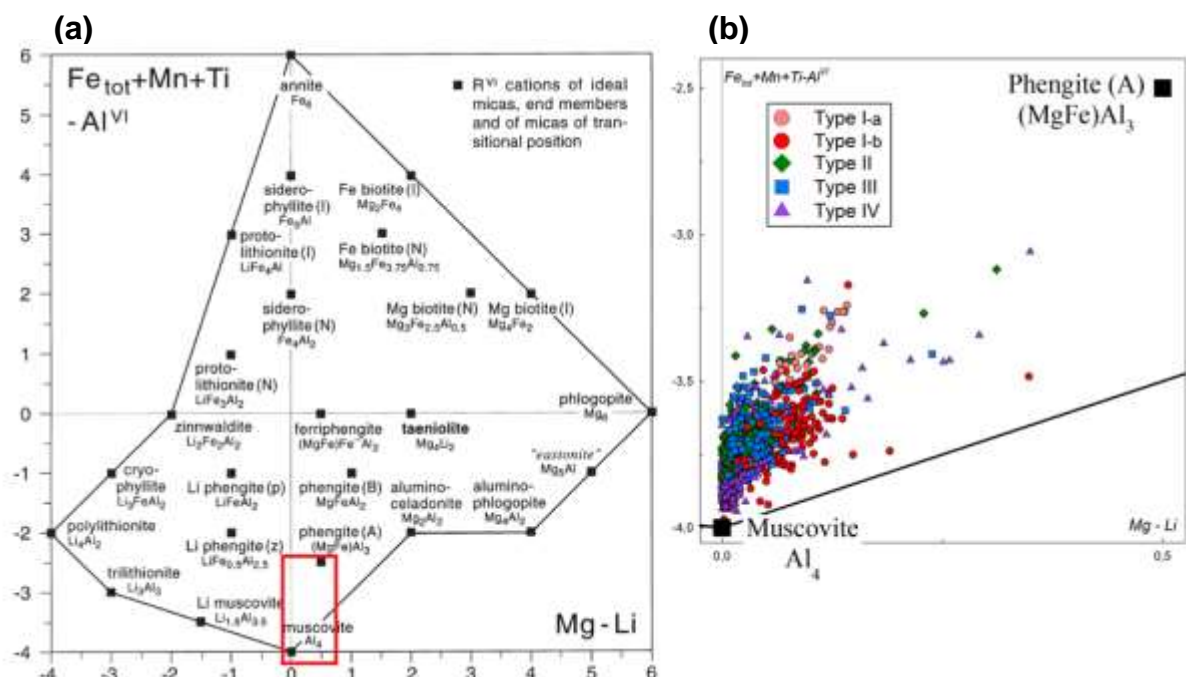 (a)
Fetot+Mn+Ti
-AlVI
■ RVI cations of ideal
micas, end members
and of micas of tran-
sitional position
annite
Fe6
sidero-
phyllite (I)
Fe5Al
Fe biotite (I)
Mg2Fe4
proto-
lithionite (I)
LiFe4Al
Fe biotite (N)
Mg1.5Fe3.75Al0.75
sidero-
phyllite (N)
Fe4Al2
Mg biotite (N)
Mg3Fe2.5Al0.5
Mg biotite (I)
Mg4Fe2
proto-
lithionite (N)
LiFe3Al2
phlogopite
Mg6
zinnwaldite
Li2Fe2Al2
ferriphengite
taeniolite
Mg4Li2
"eastonite"
Mg5Al
cryo-
phyllite
Li3FeAl2
Li phengite (p)
LiFeAl2
phengite (B)
MgFeAl2
alumino-
celadonite
Mg2Al2
alumino-
phlogopite
Mg4Al2
polylithionite
Li4Al2
Li phengite (z)
LiFe0.5Al2.5
phengite (A)
(MgFe)Al3
trilithionite
Li3Al3
Li muscovite
Li1.5Al3.5
muscovite
Al4
Mg - Li
6
5
4
3
2
1
0
-1
-2
-3
-4
-4 -3 -2 -1 0 1 2 3 4 5 6
(b)
Fetot+Mn+Ti-AlVI
Phengite (A)
(MgFe)Al3
Type I-a
Type I-b
Type II
Type III
Type IV
-2.5
-3.0
-3.5
-4.0
Muscovite
Al4
Mg - Li
0.0 0.5